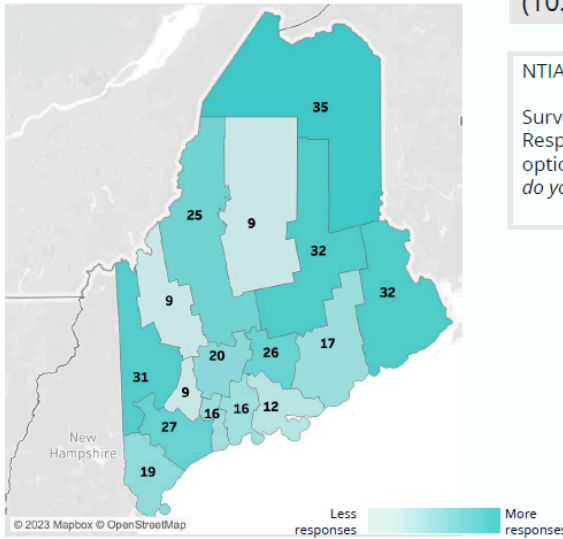 (10
NTIA
Surv
Resp
optio
do yo
35
25
9
32
32
9
17
20
26
31
9
16
16
12
27
New
Hampshire
19
© 2023 Mapbox © OpenStreetMap
Less
responses
More
responses